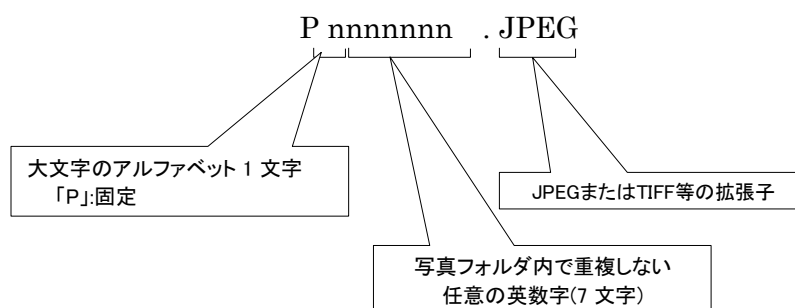 P nnnnnnn . JPEG
大文字のアルファベット 1 文字
「P」:固定
JPEGまたはTIFF等の拡張子
写真フォルダ内で重複しない
任意の英数字(7 文字)